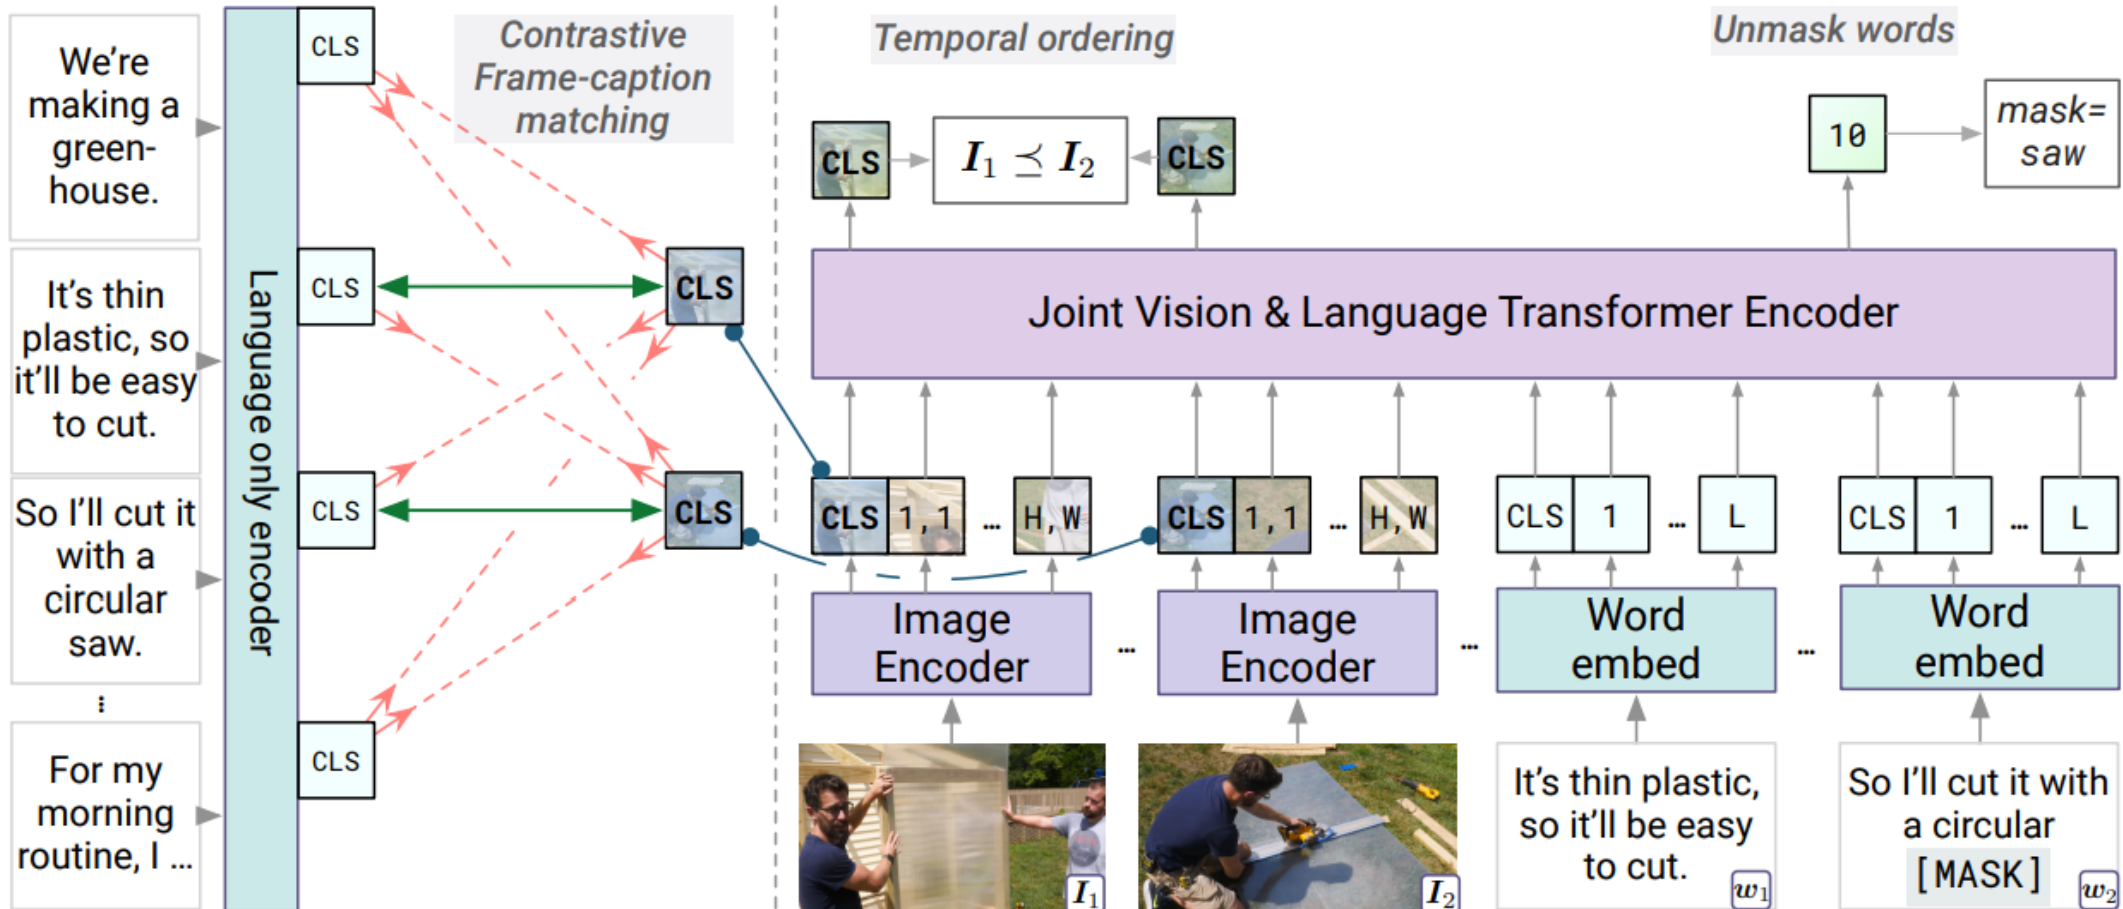 We're
making a
green-
house.
It's thin
plastic, so
it'll be easy
to cut.
So I'll cut it
with a
circular
saw.
⋮
For my
morning
routine, I ...
Language only encoder
CLS
CLS
CLS
CLS
Contrastive
Frame-caption
matching
CLS
CLS
Temporal ordering
Unmask words
CLS
I₁ ⪯ I₂
CLS
10
mask=
saw
Joint Vision & Language Transformer Encoder
CLS 1,1 ... H,W
CLS 1,1 ... H,W
CLS 1 ... L
CLS 1 ... L
Image
Encoder
...
Image
Encoder
...
Word
embed
...
Word
embed
I₁
I₂
It's thin plastic,
so it'll be easy
to cut.
w₁
So I'll cut it with
a circular
[MASK]
w₂